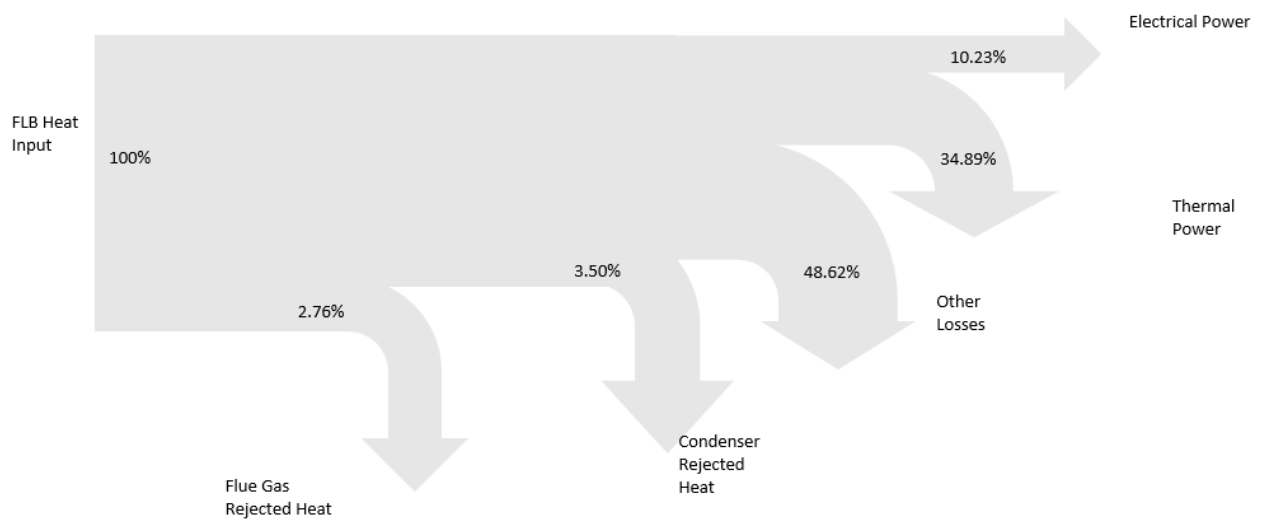 Electrical Power
10.23%
FLB Heat
Input
100%
34.89%
Thermal
Power
3.50%
48.62%
2.76%
Other
Losses
Condenser
Rejected
Heat
Flue Gas
Rejected Heat